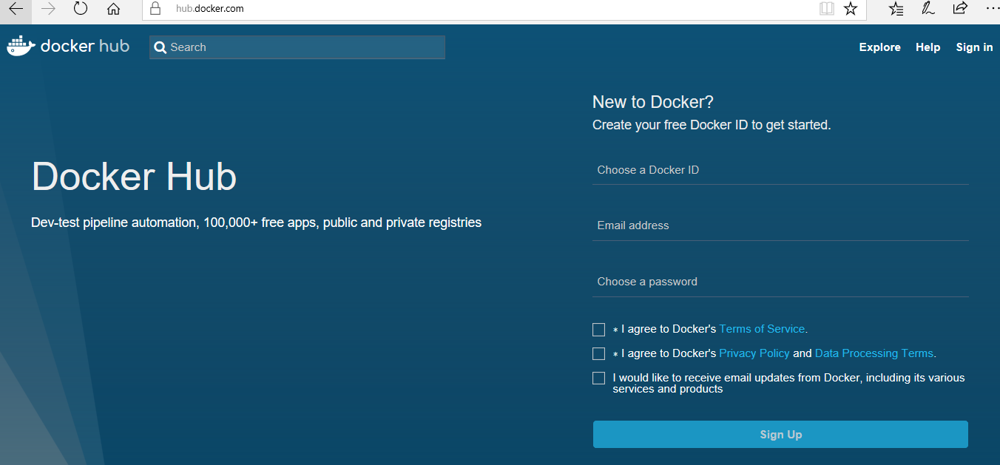 hub.docker.com
docker hub
Search
Explore Help Sign in
New to Docker?
Create your free Docker ID to get started.
Choose a Docker ID
Docker Hub
Dev-test pipeline automation, 100,000+ free apps, public and private registries
Email address
Choose a password
* I agree to Docker's Terms of Service.
* I agree to Docker's Privacy Policy and Data Processing Terms.
I would like to receive email updates from Docker, including its various
services and products
Sign Up